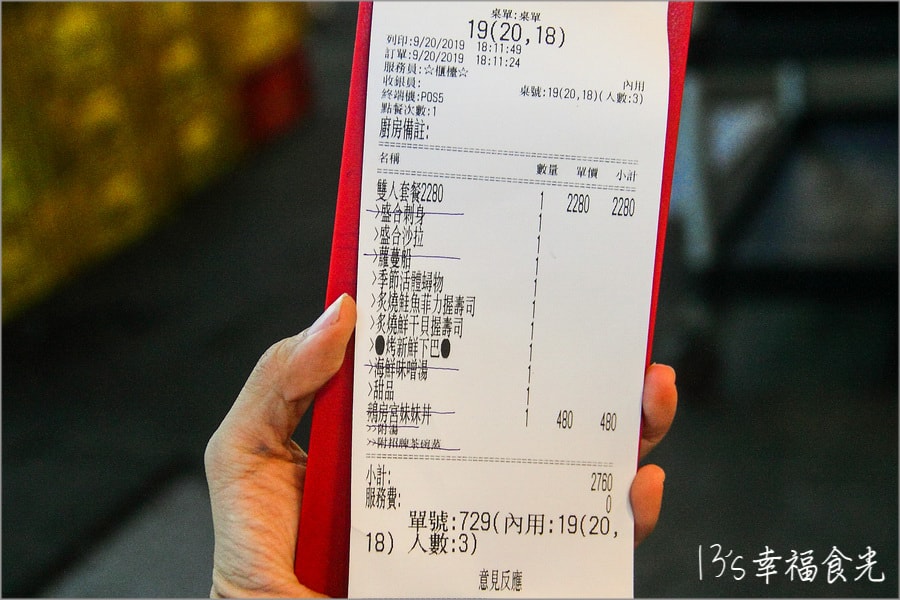 桌單:桌單
19(20,18)
列印:9/20/2019 18:11:49
訂單:9/20/2019 18:11:24
服務員:☆櫃檯☆
內用
收銀員:
桌號:19(20,18)(人數:3)
終端機:POS5
點餐次數:1
廚房備註:
名稱 數量 單價 小計
雙人套餐2280 1 2280 2280
>盛合刺身 1
>盛合沙拉 1
>蘿蔓船 1
>季節活體蟳物 1
>炙燒鮭魚菲力握壽司 1
>炙燒鮮干貝握壽司 1
>●烤新鮮下巴● 1
>海鮮味噌湯 1
>甜品 1
鵝房宮妹妹丼 1 480 480
>>附湯
>>附招牌茶碗蒸
小計: 2760
服務費: 0
單號:729(內用:19(20,
18) 人數:3)
意見反應
13's幸福食光